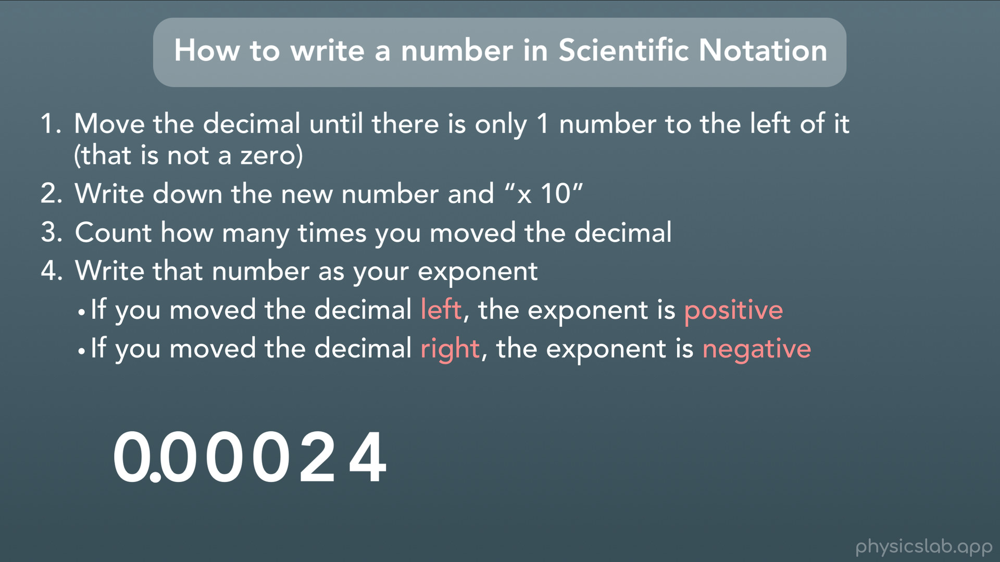 How to write a number in Scientific Notation
1. Move the decimal until there is only 1 number to the left of it
(that is not a zero)
2. Write down the new number and “x 10”
3. Count how many times you moved the decimal
4. Write that number as your exponent
•If you moved the decimal left, the exponent is positive
•If you moved the decimal right, the exponent is negative
0.00024
physicslab.app